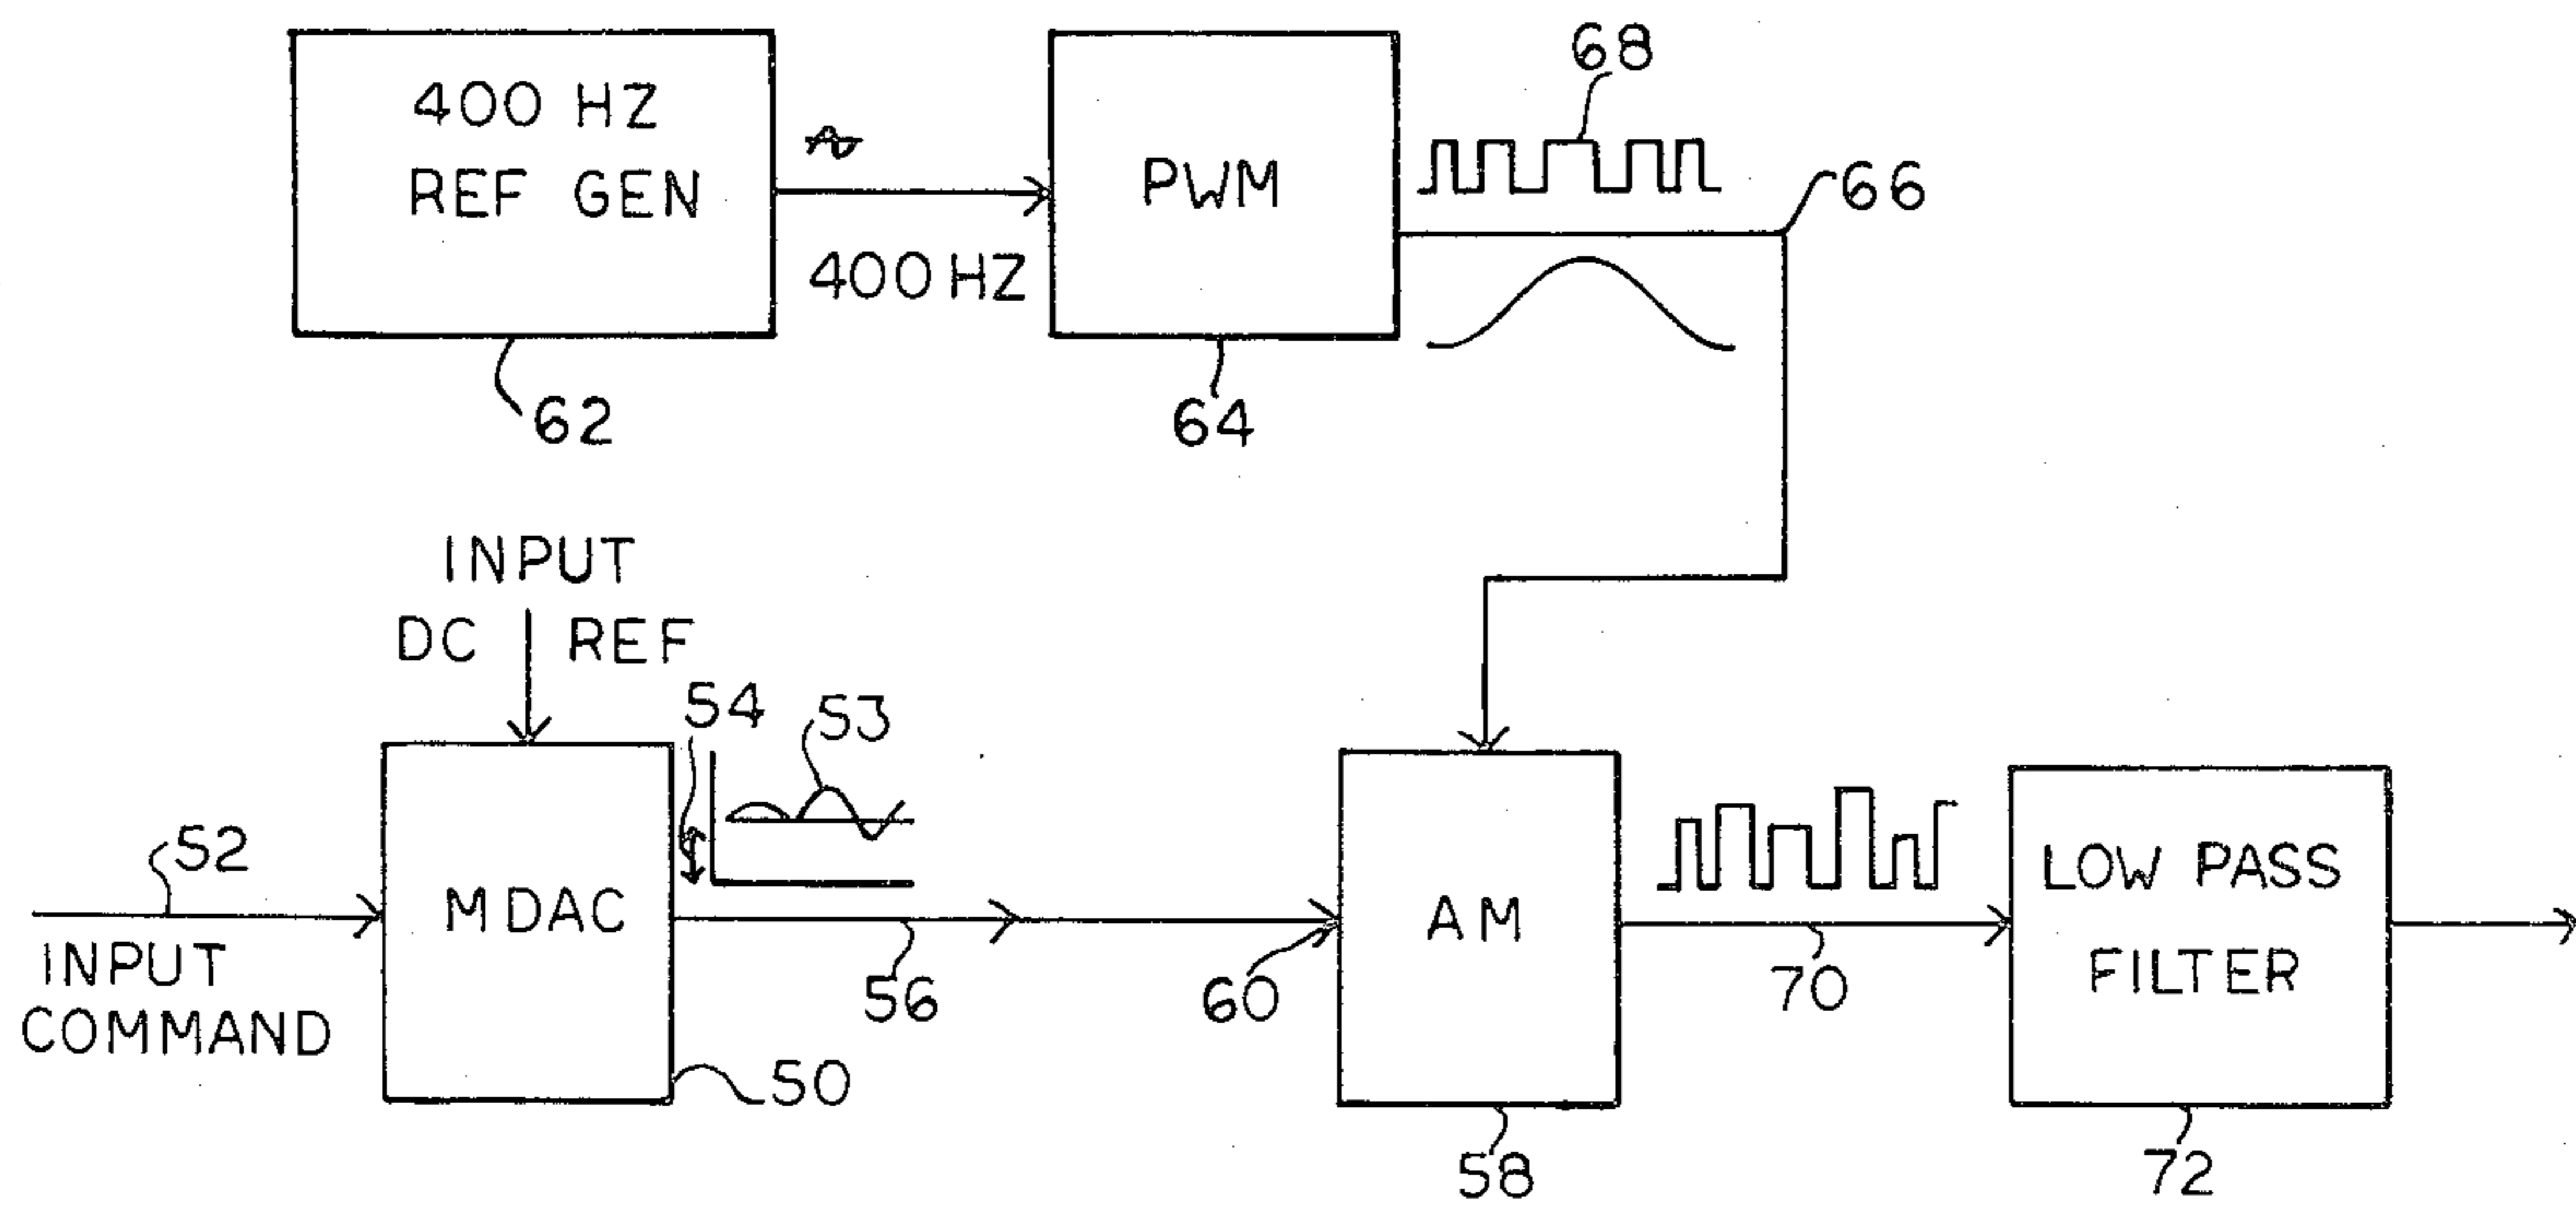 400 HZ
REF GEN
400 HZ
62
PWM
64
68
66
INPUT
DC REF
54
53
52
INPUT
COMMAND
MDAC
50
56
60
AM
58
70
LOW PASS
FILTER
72